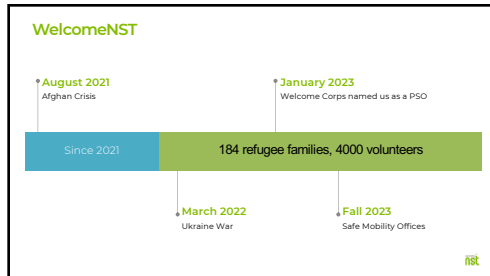 WelcomeNST
August 2021
Afghan Crisis
January 2023
Welcome Corps named us as a PSO
Since 2021
184 refugee families, 4000 volunteers
March 2022
Ukraine War
Fall 2023
Safe Mobility Offices
nst